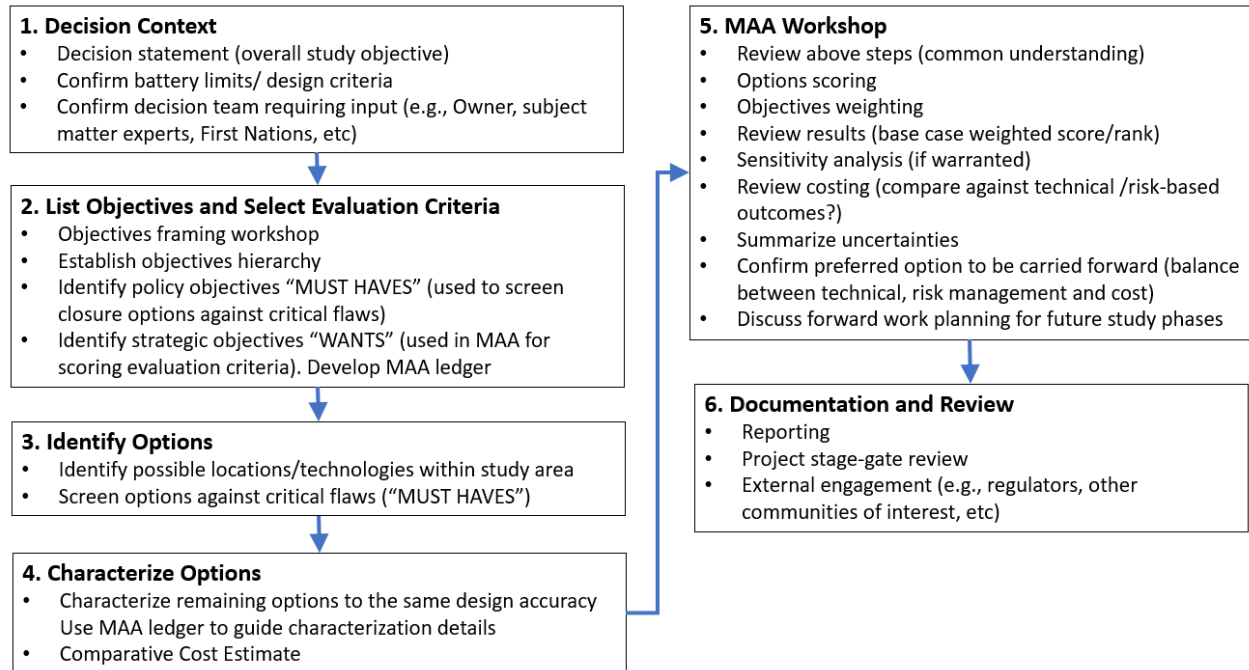 1. Decision Context
• Decision statement (overall study objective)
• Confirm battery limits/ design criteria
• Confirm decision team requiring input (e.g., Owner, subject
matter experts, First Nations, etc)
2. List Objectives and Select Evaluation Criteria
• Objectives framing workshop
• Establish objectives hierarchy
• Identify policy objectives “MUST HAVES” (used to screen
closure options against critical flaws)
• Identify strategic objectives “WANTS” (used in MAA for
scoring evaluation criteria). Develop MAA ledger
3. Identify Options
• Identify possible locations/technologies within study area
• Screen options against critical flaws (“MUST HAVES”)
4. Characterize Options
• Characterize remaining options to the same design accuracy
Use MAA ledger to guide characterization details
• Comparative Cost Estimate
5. MAA Workshop
• Review above steps (common understanding)
• Options scoring
• Objectives weighting
• Review results (base case weighted score/rank)
• Sensitivity analysis (if warranted)
• Review costing (compare against technical /risk-based
outcomes?)
• Summarize uncertainties
• Confirm preferred option to be carried forward (balance
between technical, risk management and cost)
• Discuss forward work planning for future study phases
6. Documentation and Review
• Reporting
• Project stage-gate review
• External engagement (e.g., regulators, other
communities of interest, etc)